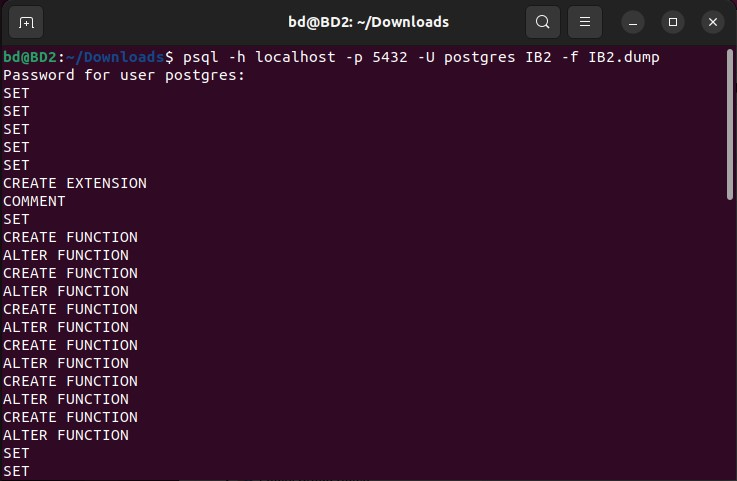 bd@BD2: ~/Downloads
bd@BD2:~/Downloads$ psql -h localhost -p 5432 -U postgres IB2 -f IB2.dump
Password for user postgres:
SET
SET
SET
SET
SET
CREATE EXTENSION
COMMENT
SET
CREATE FUNCTION
ALTER FUNCTION
CREATE FUNCTION
ALTER FUNCTION
CREATE FUNCTION
ALTER FUNCTION
CREATE FUNCTION
ALTER FUNCTION
CREATE FUNCTION
ALTER FUNCTION
CREATE FUNCTION
ALTER FUNCTION
SET
SET